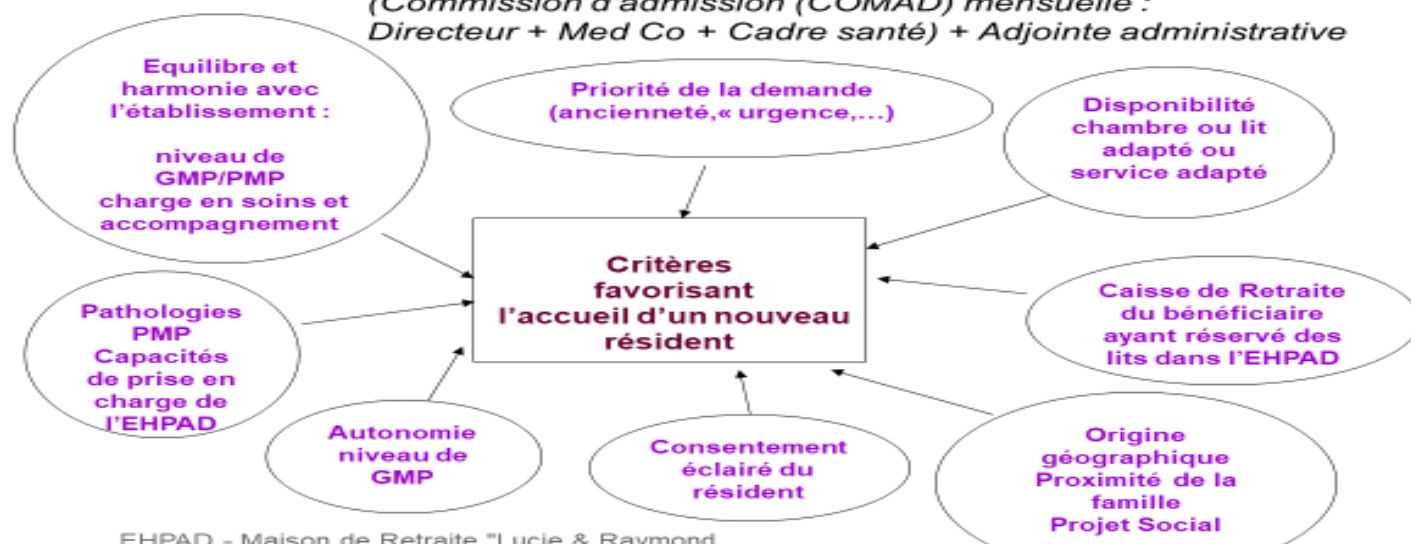 (Commission d'admission (COMAD) mensuelle :
Directeur + Med Co + Cadre santé) + Adjointe administrative
Equilibre et
harmonie avec
l'établissement :
niveau de
GMP/PMP
charge en soins et
accompagnement
Priorité de la demande
(ancienneté,« urgence,...)
Disponibilité
chambre ou lit
adapté ou
service adapté
Critères
favorisant
l'accueil d'un nouveau
résident
Pathologies
PMP
Capacités
de prise en
charge de
l'EHPAD
Caisse de Retraite
du bénéficiaire
ayant réservé des
lits dans l'EHPAD
Autonomie
niveau de
GMP
Consentement
éclairé du
résident
Origine
géographique
Proximité de la
famille
Projet Social
EHPAD - Maison de Retraite "Lucie & Raymond